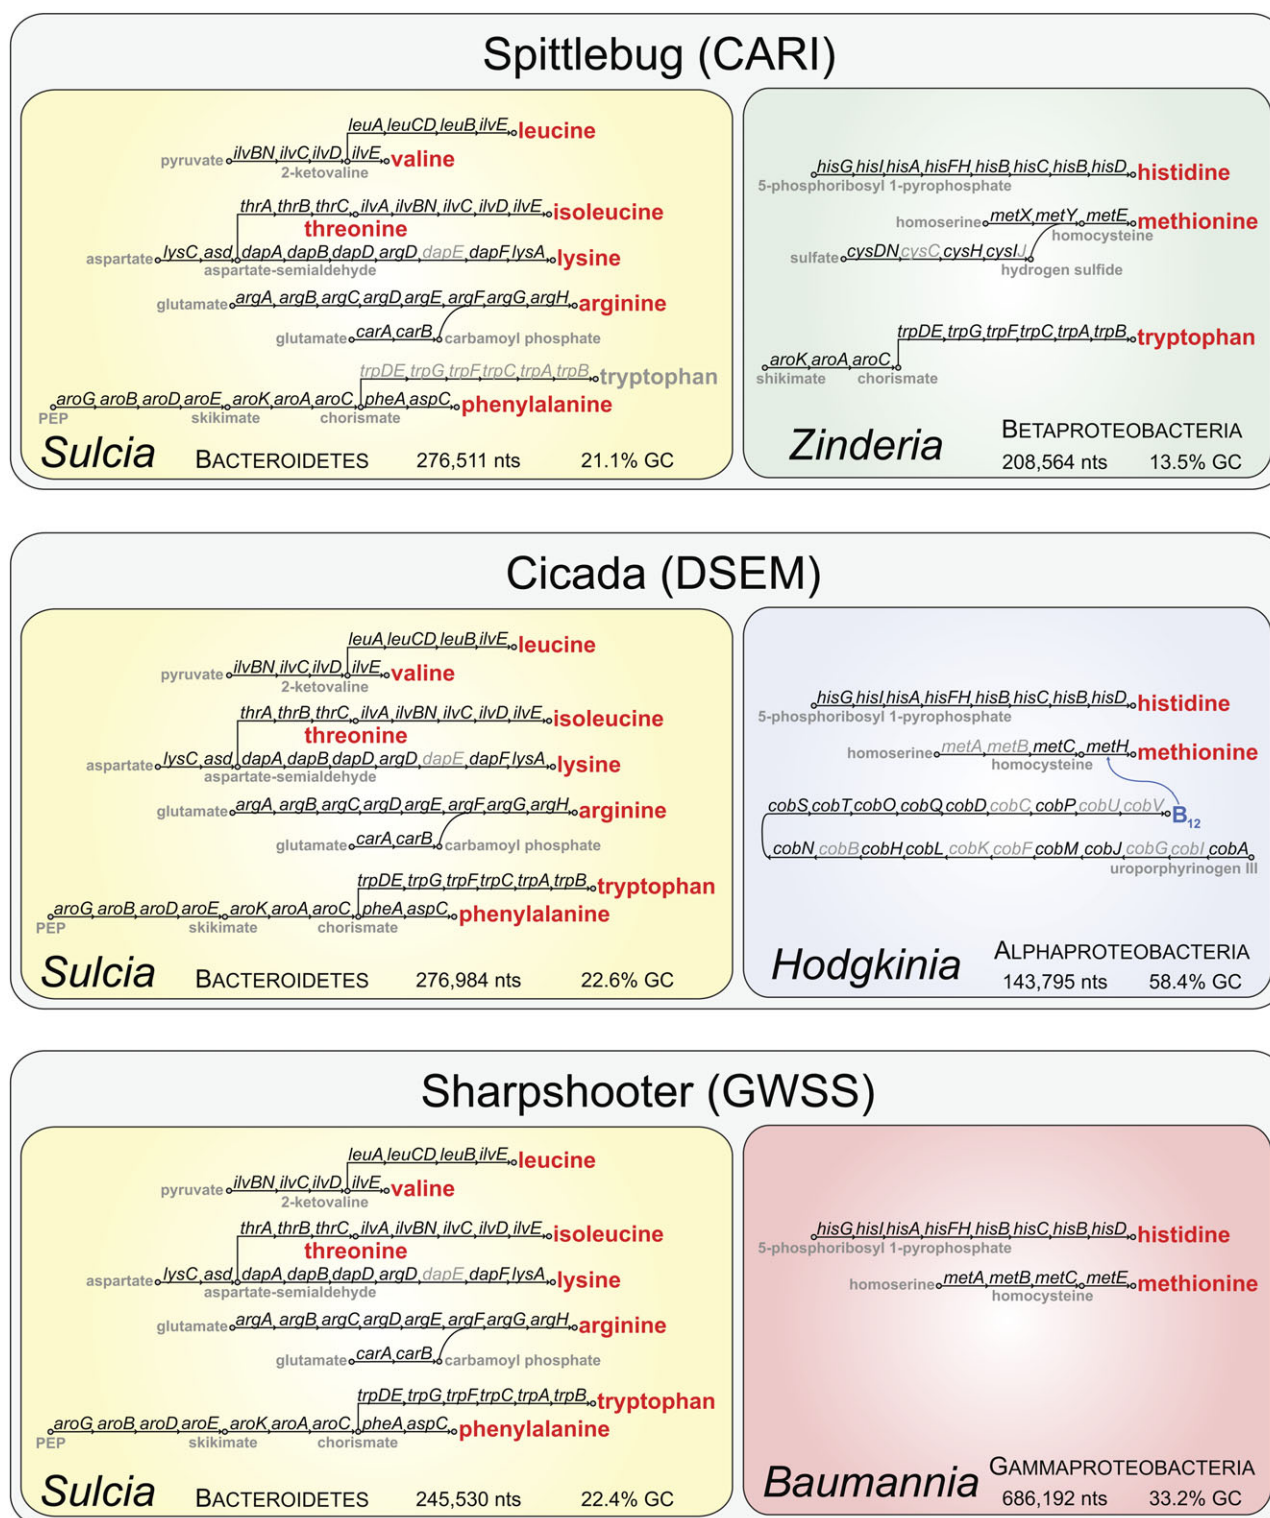 Spittlebug (CARI)
leuA leuCD leuB ilvE leucine
pyruvate ilvBN ilvC ilvD ilvE valine
2-ketovaline
thrA thrB thrC ilvA ilvBN ilvC ilvD ilvE isoleucine
threonine
aspartate lysC asd dapA dapB dapD argD dapE dapF lysA lysine
aspartate-semialdehyde
glutamate argA argB argC argD argE argF argG argH arginine
glutamate carA carB carbamoyl phosphate
trpDE trpG trpF trpC trpA trpB tryptophan
aroG aroB aroD aroE aroK aroA aroC pheA aspC phenylalanine
PEP skikimate chorismate
Sulcia BACTEROIDETES 276,511 nts 21.1% GC
hisG hisI hisA hisFH hisB hisC hisB hisD histidine
5-phosphoribosyl 1-pyrophosphate
homoserine metX metY metE methionine
homocysteine
sulfate cysDN cysC cysH cysIJ
hydrogen sulfide
trpDE trpG trpF trpC trpA trpB tryptophan
aroK aroA aroC
shikimate chorismate
Zinderia BETAPROTEOBACTERIA
208,564 nts 13.5% GC
Cicada (DSEM)
leuA leuCD leuB ilvE leucine
pyruvate ilvBN ilvC ilvD ilvE valine
2-ketovaline
thrA thrB thrC ilvA ilvBN ilvC ilvD ilvE isoleucine
threonine
aspartate lysC asd dapA dapB dapD argD dapE dapF lysA lysine
aspartate-semialdehyde
glutamate argA argB argC argD argE argF argG argH arginine
glutamate carA carB carbamoyl phosphate
trpDE trpG trpF trpC trpA trpB tryptophan
aroG aroB aroD aroE aroK aroA aroC pheA aspC phenylalanine
PEP skikimate chorismate
Sulcia BACTEROIDETES 276,984 nts 22.6% GC
hisG hisI hisA hisFH hisB hisC hisB hisD histidine
5-phosphoribosyl 1-pyrophosphate
homoserine metA metB metC metH methionine
homocysteine
cobS cobT cobO cobQ cobD cobC cobP cobU cobV B12
cobN cobB cobH cobL cobK cobF cobM cobJ cobG cobI cobA
uroporphyrinogen III
Hodgkinia ALPHAPROTEOBACTERIA
143,795 nts 58.4% GC
Sharpshooter (GWSS)
leuA leuCD leuB ilvE leucine
pyruvate ilvBN ilvC ilvD ilvE valine
2-ketovaline
thrA thrB thrC ilvA ilvBN ilvC ilvD ilvE isoleucine
threonine
aspartate lysC asd dapA dapB dapD argD dapE dapF lysA lysine
aspartate-semialdehyde
glutamate argA argB argC argD argE argF argG argH arginine
glutamate carA carB carbamoyl phosphate
trpDE trpG trpF trpC trpA trpB tryptophan
aroG aroB aroD aroE aroK aroA aroC pheA aspC phenylalanine
PEP skikimate chorismate
Sulcia BACTEROIDETES 245,530 nts 22.4% GC
hisG hisI hisA hisFH hisB hisC hisB hisD histidine
5-phosphoribosyl 1-pyrophosphate
homoserine metA metB metC metE methionine
homocysteine
Baumannia GAMMAPROTEOBACTERIA
686,192 nts 33.2% GC